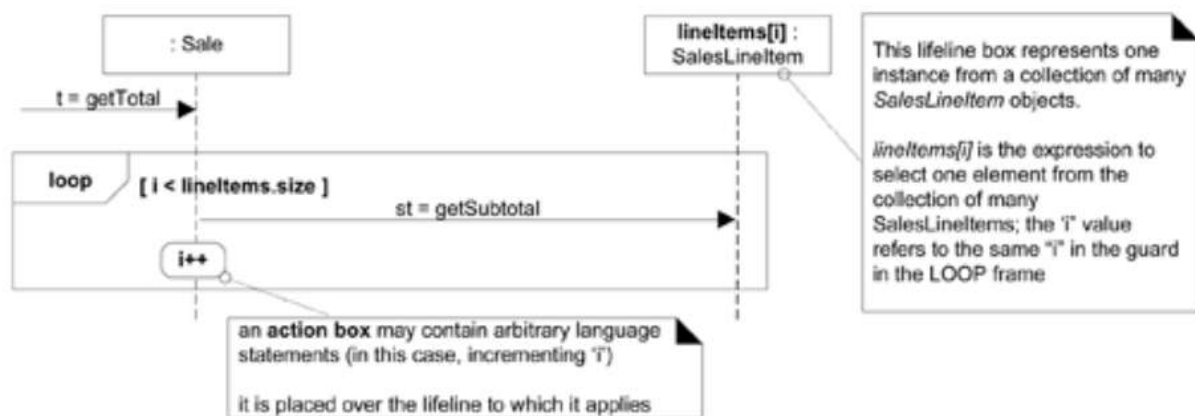 : Sale
lineItems[i] :
SalesLineItem
t = getTotal
loop
[ i < lineItems.size ]
st = getSubtotal
i++
an action box may contain arbitrary language
statements (in this case, incrementing 'i')
it is placed over the lifeline to which it applies
This lifeline box represents one
instance from a collection of many
SalesLineItem objects.
lineItems[i] is the expression to
select one element from the
collection of many
SalesLineItems; the 'i" value
refers to the same "i" in the guard
in the LOOP frame